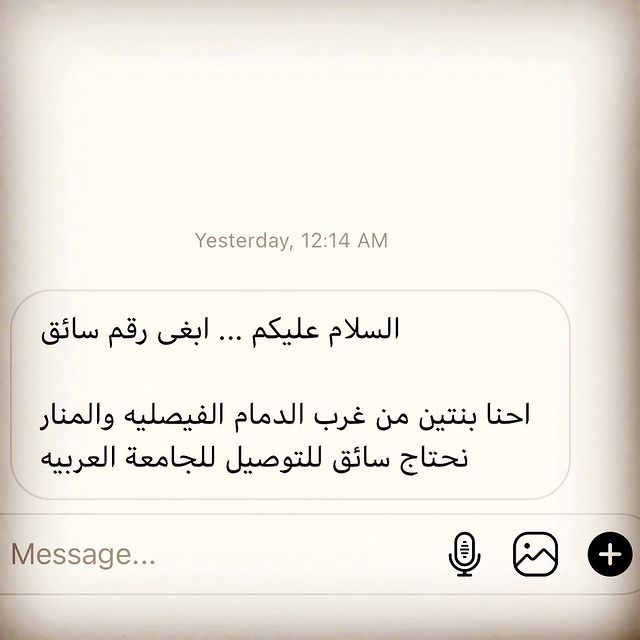 Yesterday, 12:14 AM
السلام عليكم ... ابغى رقم سائق
احنا بنتين من غرب الدمام الفيصليه والمنار
نحتاج سائق للتوصيل للجامعة العربيه
Message...